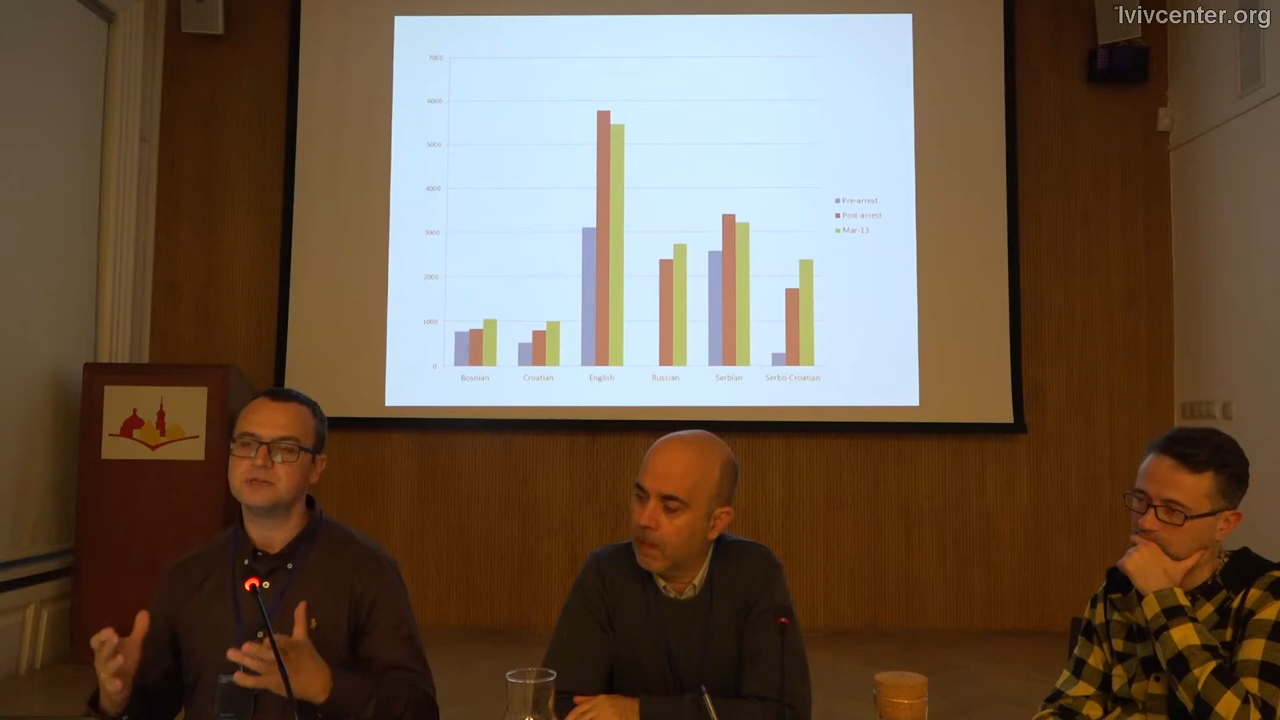 lvivcenter.org
7000
6000
5000
4000
3000
2000
1000
0
Bosnian Croatian English Russian Serbian Serbo-Croatian
Pre-arrest
Post-arrest
Mar-13